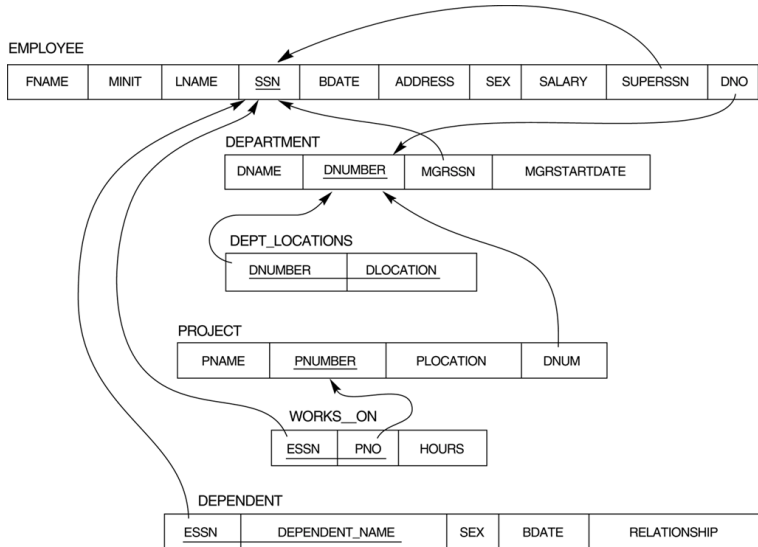 EMPLOYEE
FNAME MINIT LNAME SSN BDATE ADDRESS SEX SALARY SUPERSSN DNO
DEPARTMENT
DNAME DNUMBER MGRSSN MGRSTARTDATE
DEPT_LOCATIONS
DNUMBER DLOCATION
PROJECT
PNAME PNUMBER PLOCATION DNUM
WORKS__ON
ESSN PNO HOURS
DEPENDENT
ESSN DEPENDENT_NAME SEX BDATE RELATIONSHIP